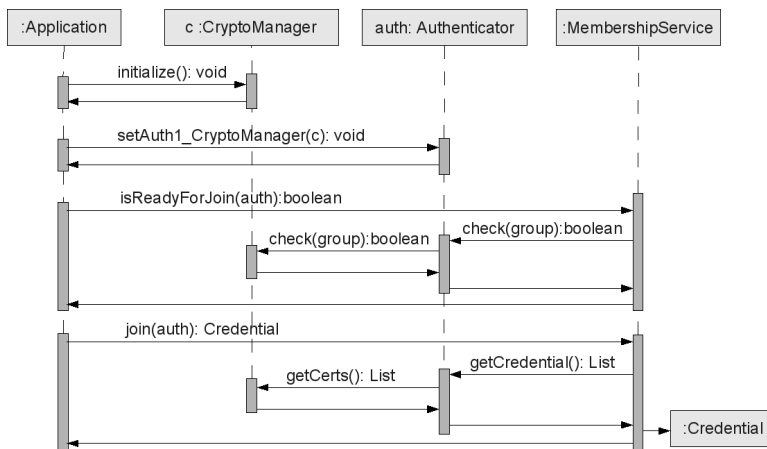 :Application
c :CryptoManager
auth: Authenticator
:MembershipService
initialize(): void
setAuth1_CryptoManager(c): void
isReadyForJoin(auth):boolean
check(group):boolean
check(group):boolean
join(auth): Credential
getCredential(): List
getCerts(): List
:Credential